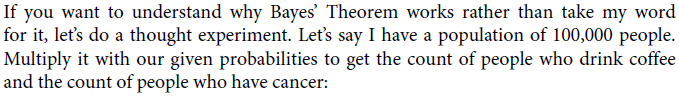 If you want to understand why Bayes’ Theorem works rather than take my word
for it, let’s do a thought experiment. Let’s say I have a population of 100,000 people.
Multiply it with our given probabilities to get the count of people who drink coffee
and the count of people who have cancer: